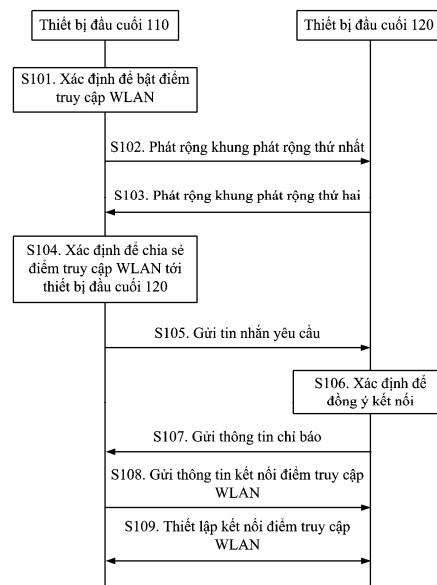 Thiết bị đầu cuối 110
Thiết bị đầu cuối 120
S101. Xác định để bật điểm
truy cập WLAN
S102. Phát rộng khung phát rộng thứ nhất
S103. Phát rộng khung phát rộng thứ hai
S104. Xác định để chia sẻ
điểm truy cập WLAN tới
thiết bị đầu cuối 120
S105. Gửi tin nhắn yêu cầu
S106. Xác định để
đồng ý kết nối
S107. Gửi thông tin chỉ báo
S108. Gửi thông tin kết nối điểm truy cập
WLAN
S109. Thiết lập kết nối điểm truy cập
WLAN